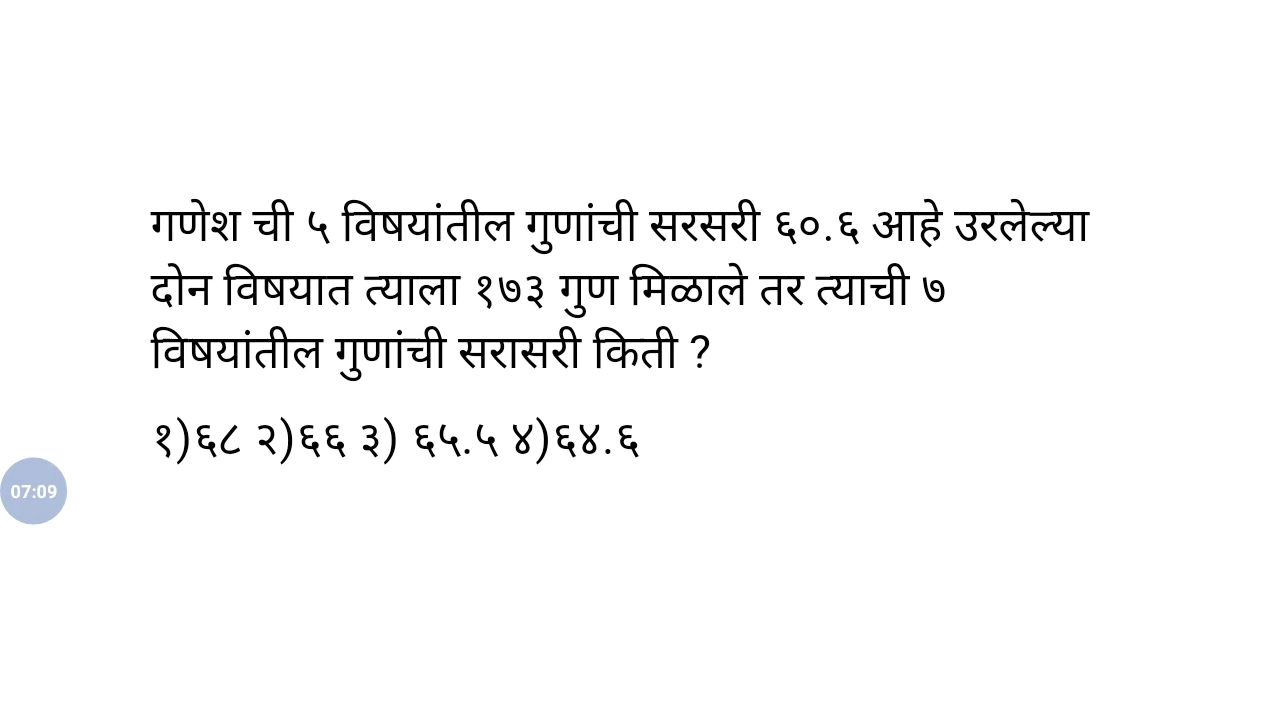 गणेश ची ५ विषयांतील गुणांची सरसरी ६०.६ आहे उरलेल्या
दोन विषयात त्याला १७३ गुण मिळाले तर त्याची ७
विषयांतील गुणांची सरासरी किती ?
१)६८ २)६६ ३) ६५.५ ४)६४.६
07:09